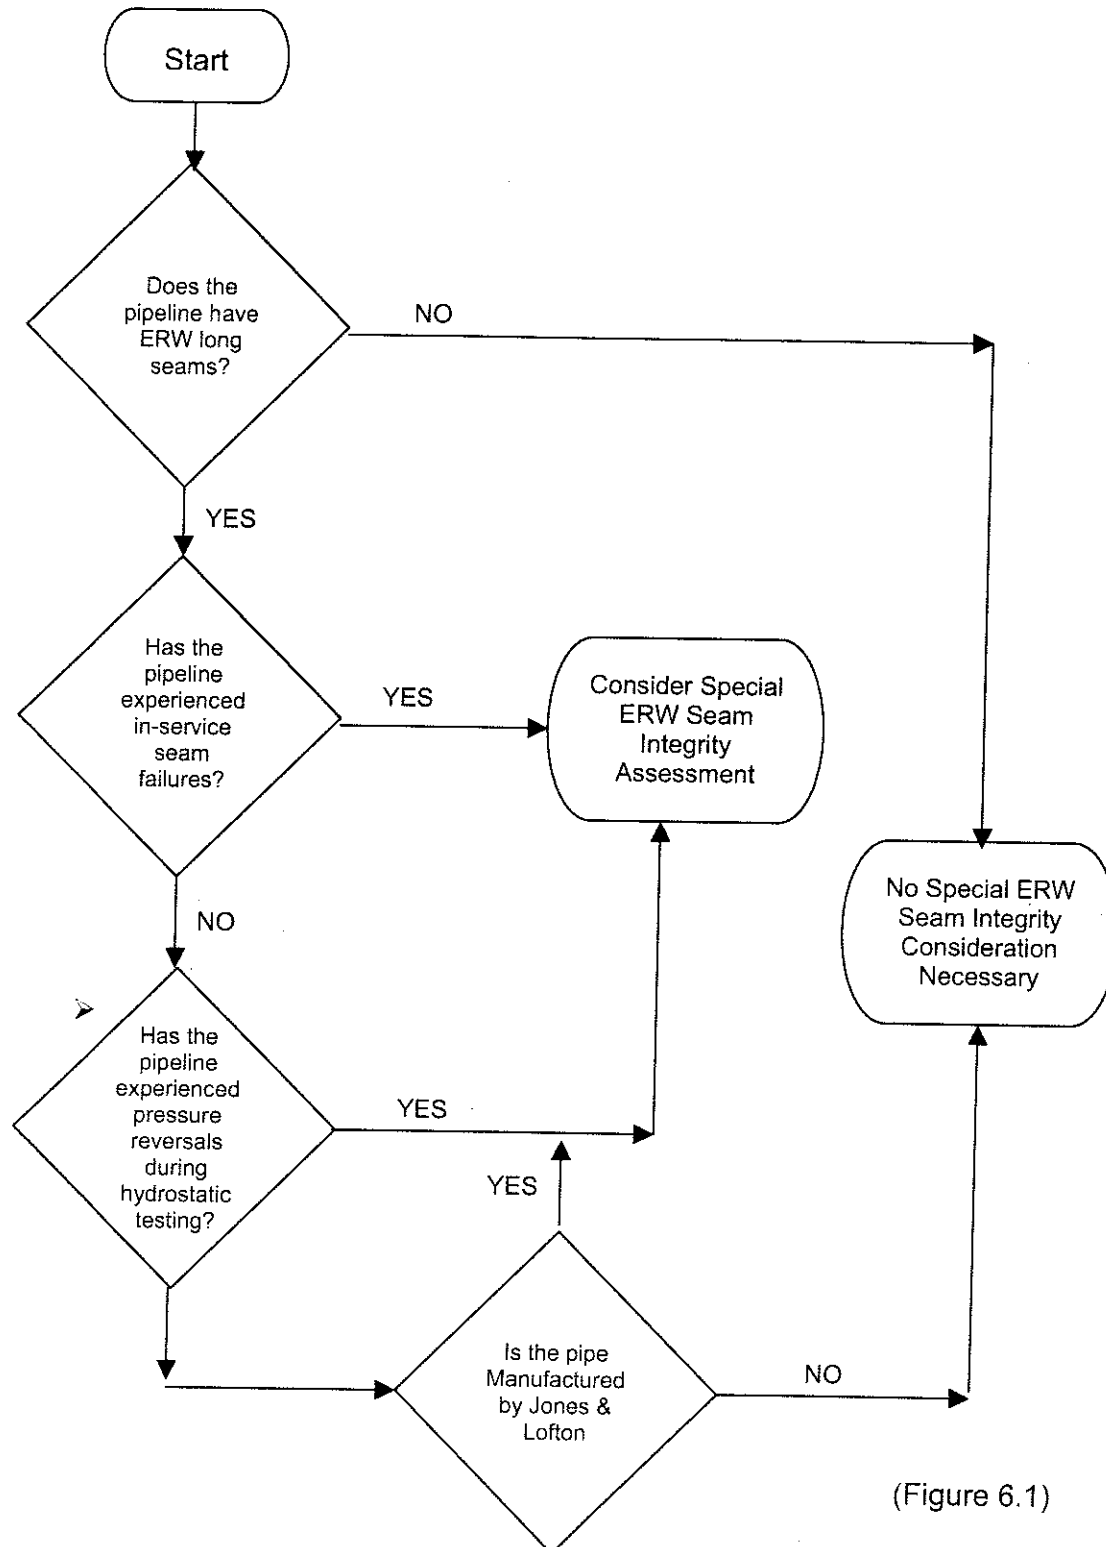 Start
Does the
pipeline have
ERW long
seams?
NO
YES
Has the
pipeline
experienced
in-service
seam
failures?
YES
Consider Special
ERW Seam
Integrity
Assessment
No Special ERW
Seam Integrity
Consideration
Necessary
NO
Has the
pipeline
experienced
pressure
reversals
during
hydrostatic
testing?
YES
YES
Is the pipe
Manufactured
by Jones &
Lofton
NO
(Figure 6.1)